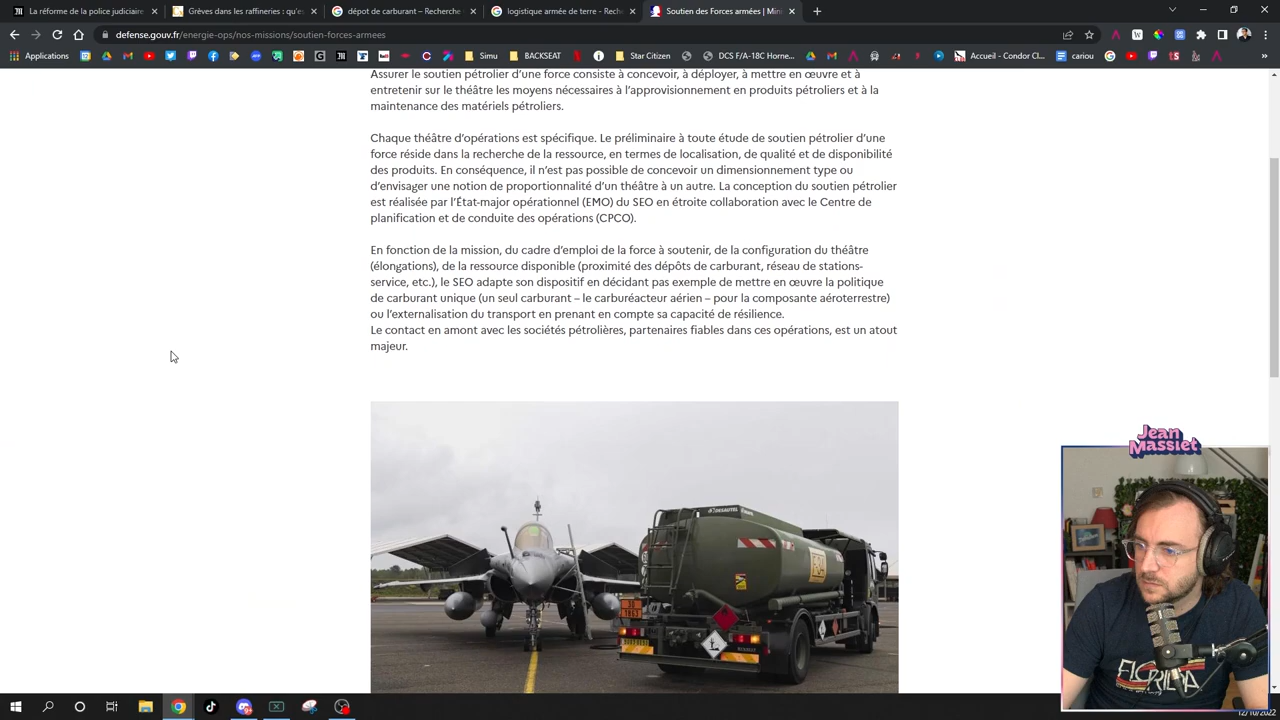 La réforme de la police judiciaire
Grèves dans les raffineries : qu'es
dépot de carburant – Recherche
logistique armée de terre - Reche
Soutien des Forces armées | Mini
defense.gouv.fr/energie-ops/nos-missions/soutien-forces-armees
Applications
Simu
BACKSEAT
Star Citizen
DCS F/A-18C Horne...
Accueil - Condor Cl...
cariou
Assurer le soutien pétrolier d'une force consiste à concevoir, à déployer, à mettre en œuvre et à
entretenir sur le théâtre les moyens nécessaires à l'approvisionnement en produits pétroliers et à la
maintenance des matériels pétroliers.
Chaque théâtre d'opérations est spécifique. Le préliminaire à toute étude de soutien pétrolier d'une
force réside dans la recherche de la ressource, en termes de localisation, de qualité et de disponibilité
des produits. En conséquence, il n'est pas possible de concevoir un dimensionnement type ou
d'envisager une notion de proportionnalité d'un théâtre à un autre. La conception du soutien pétrolier
est réalisée par l'État-major opérationnel (EMO) du SEO en étroite collaboration avec le Centre de
planification et de conduite des opérations (CPCO).
En fonction de la mission, du cadre d'emploi de la force à soutenir, de la configuration du théâtre
(élongations), de la ressource disponible (proximité des dépôts de carburant, réseau de stations-
service, etc.), le SEO adapte son dispositif en décidant pas exemple de mettre en œuvre la politique
de carburant unique (un seul carburant – le carburéacteur aérien – pour la composante aéroterrestre)
ou l'externalisation du transport en prenant en compte sa capacité de résilience.
Le contact en amont avec les sociétés pétrolières, partenaires fiables dans ces opérations, est un atout
majeur.
DESAUTEL
30
1863
Jean
Massiet
FLORIDA
12/10/2022